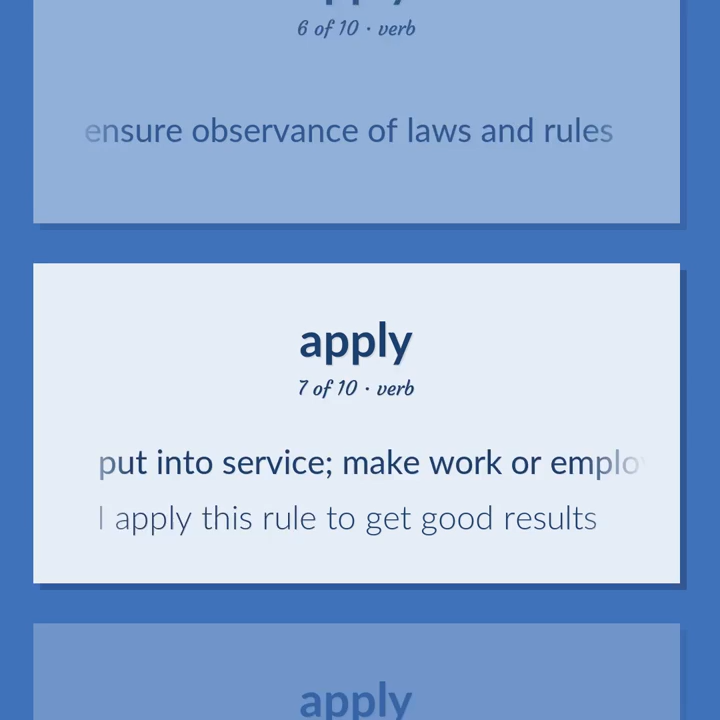 6 of 10 · verb
ensure observance of laws and rules
apply
7 of 10 · verb
put into service; make work or employ
I apply this rule to get good results
apply